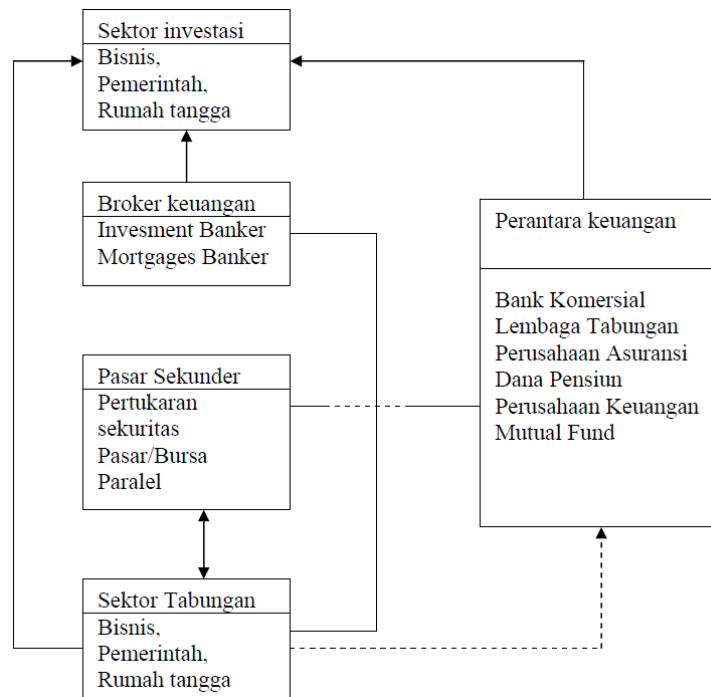 Sektor investasi
Bisnis,
Pemerintah,
Rumah tangga
Broker keuangan
Invesment Banker
Mortgages Banker
Perantara keuangan
Bank Komersial
Lembaga Tabungan
Perusahaan Asuransi
Dana Pensiun
Perusahaan Keuangan
Mutual Fund
Pasar Sekunder
Pertukaran
sekuritas
Pasar/Bursa
Paralel
Sektor Tabungan
Bisnis,
Pemerintah,
Rumah tangga